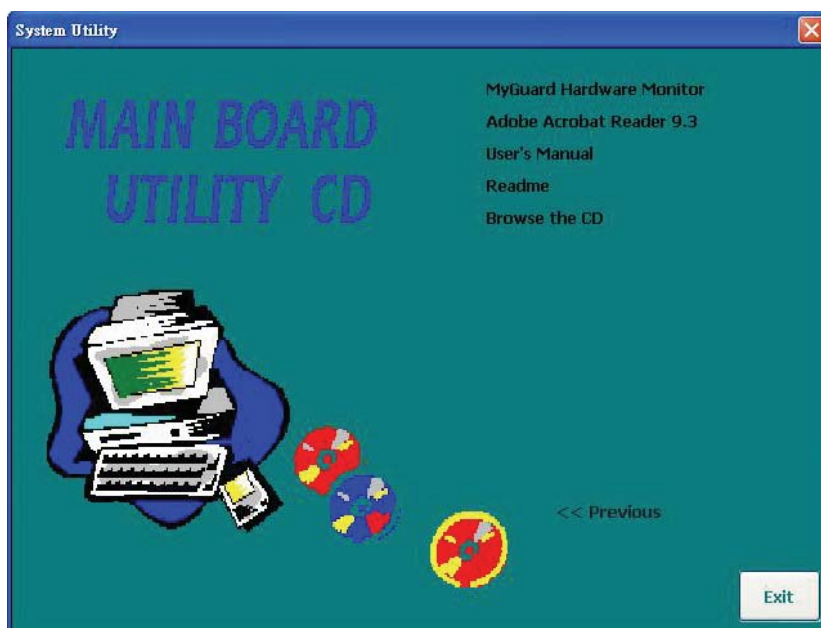 System Utility
MAIN BOARD
UTILITY CD
MyGuard Hardware Monitor
Adobe Acrobat Reader 9.3
User's Manual
Readme
Browse the CD
<< Previous
Exit